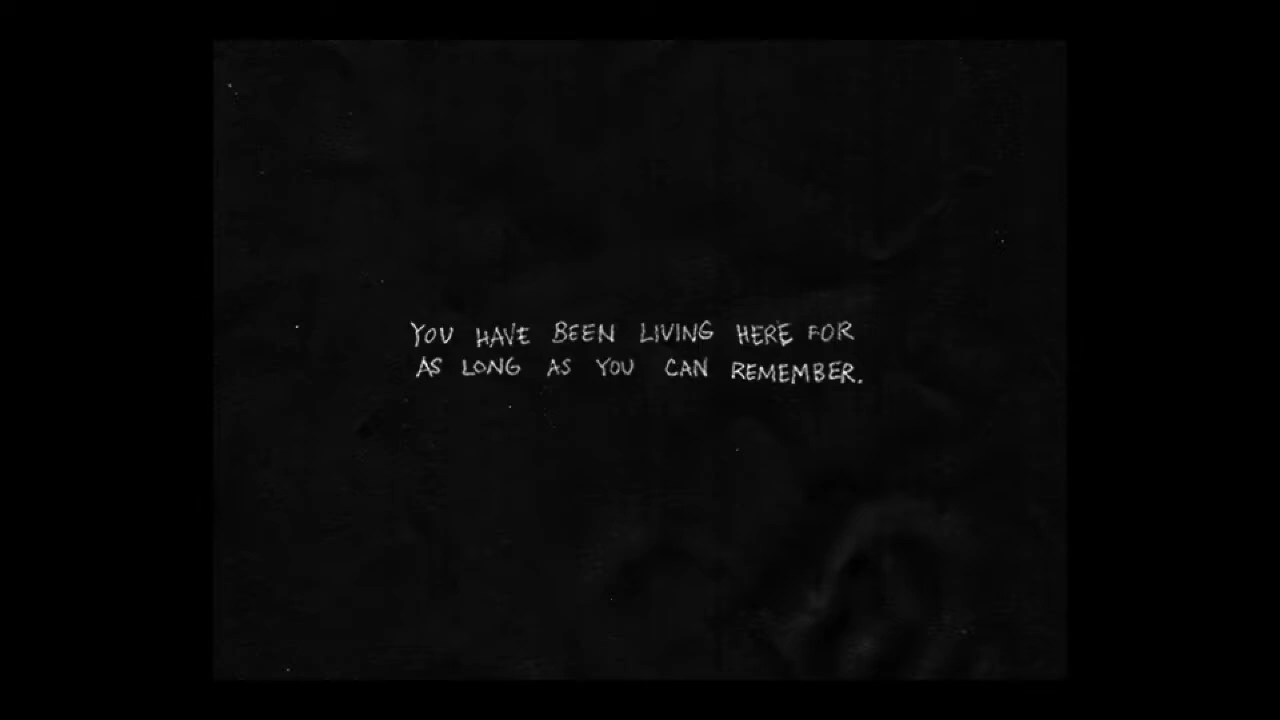 YOU HAVE BEEN LIVING HERE FOR
AS LONG AS YOU CAN REMEMBER.